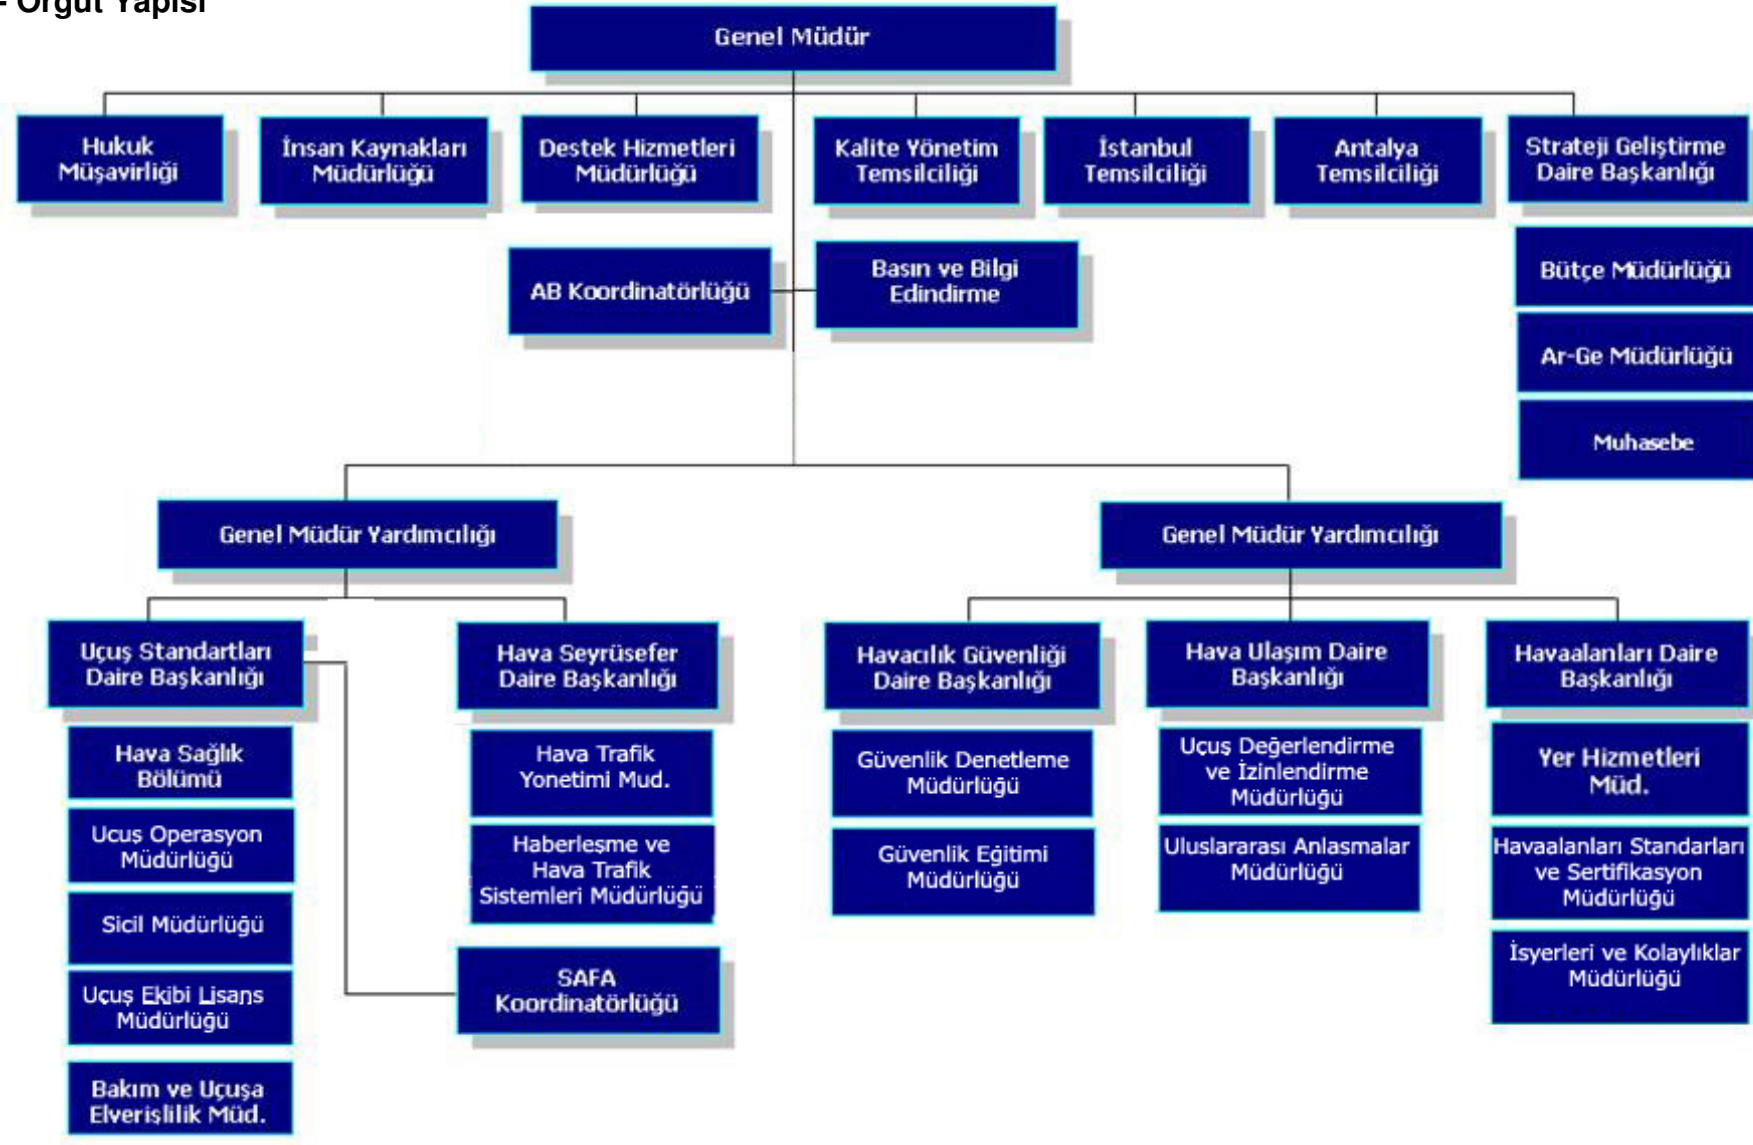 - Örgüt Yapısı
Genel Müdür
Hukuk
Müşavirliği
İnsan Kaynakları
Müdürlüğü
Destek Hizmetleri
Müdürlüğü
Kalite Yönetim
Temsilciliği
İstanbul
Temsilciliği
Antalya
Temsilciliği
Strateji Geliştirme
Daire Başkanlığı
AB Koordinatörlüğü
Basın ve Bilgi
Edindirme
Bütçe Müdürlüğü
Ar-Ge Müdürlüğü
Muhasebe
Genel Müdür Yardımcılığı
Genel Müdür Yardımcılığı
Uçuş Standartları
Daire Başkanlığı
Hava Sağlık
Bölümü
Ucuş Operasyon
Müdürlüğü
Sicil Müdürlüğü
Uçuş Ekibi Lisans
Müdürlüğü
Bakım ve Uçuşa
Elverişlilik Müd.
Hava Seyrüsefer
Daire Başkanlığı
Hava Trafik
Yonetimi Mud.
Haberleşme ve
Hava Trafik
Sistemleri Müdürlüğü
SAFA
Koordinatörlüğü
Havacılık Güvenliği
Daire Başkanlığı
Güvenlik Denetleme
Müdürlüğü
Güvenlik Eğitimi
Müdürlüğü
Hava Ulaşım Daire
Başkanlığı
Uçuş Değerlendirme
ve İzinlendirme
Müdürlüğü
Uluslararası Anlasmalar
Müdürlüğü
Havaalanları Daire
Başkanlığı
Yer Hizmetleri
Müd.
Havaalanları Standarları
ve Sertifikasyon
Müdürlüğü
İsyerleri ve Kolaylıklar
Müdürlüğü